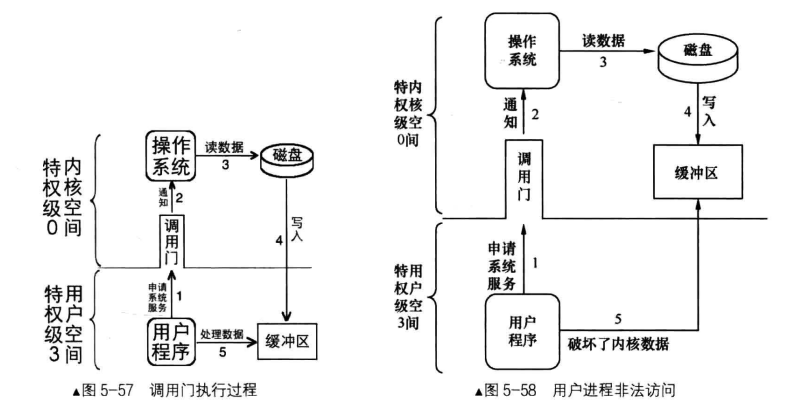 操作
系统
读数据
3
磁盘
通知
2
内核空间
特权级0
调用门
写入
4
申请
系统
服务
1
用户空间
特权级3
用户
程序
处理数据
5
缓冲区
▲图 5-57 调用门执行过程
操作
系统
读数据
3
磁盘
通知
2
内核空间
特权级0
4
写入
缓冲区
调用门
申请
系统
服务
1
用户空间
特权级3
用户
程序
5
破坏了内核数据
▲图 5-58 用户进程非法访问